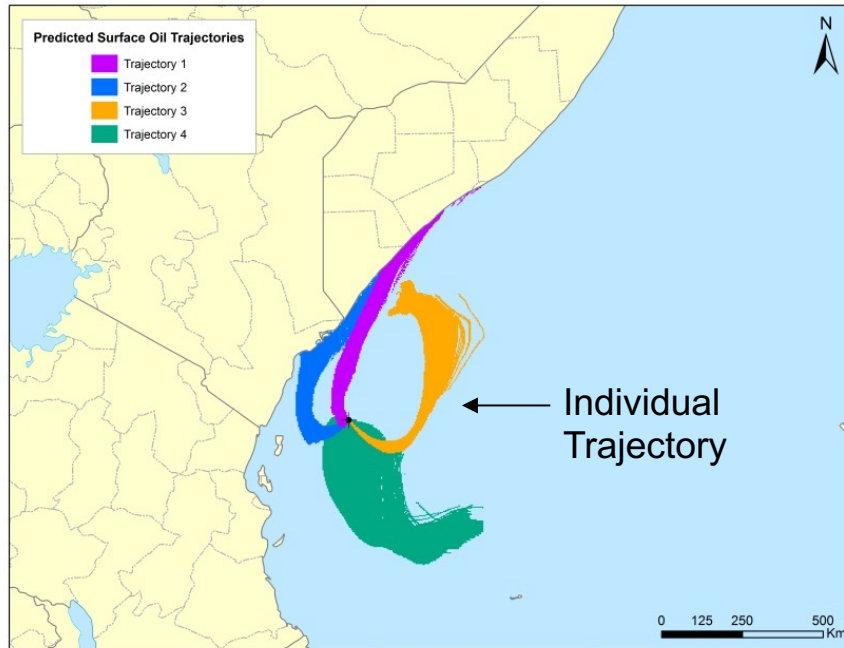 Predicted Surface Oil Trajectories
Trajectory 1
Trajectory 2
Trajectory 3
Trajectory 4
N
Individual
Trajectory
0 125 250 500
Km